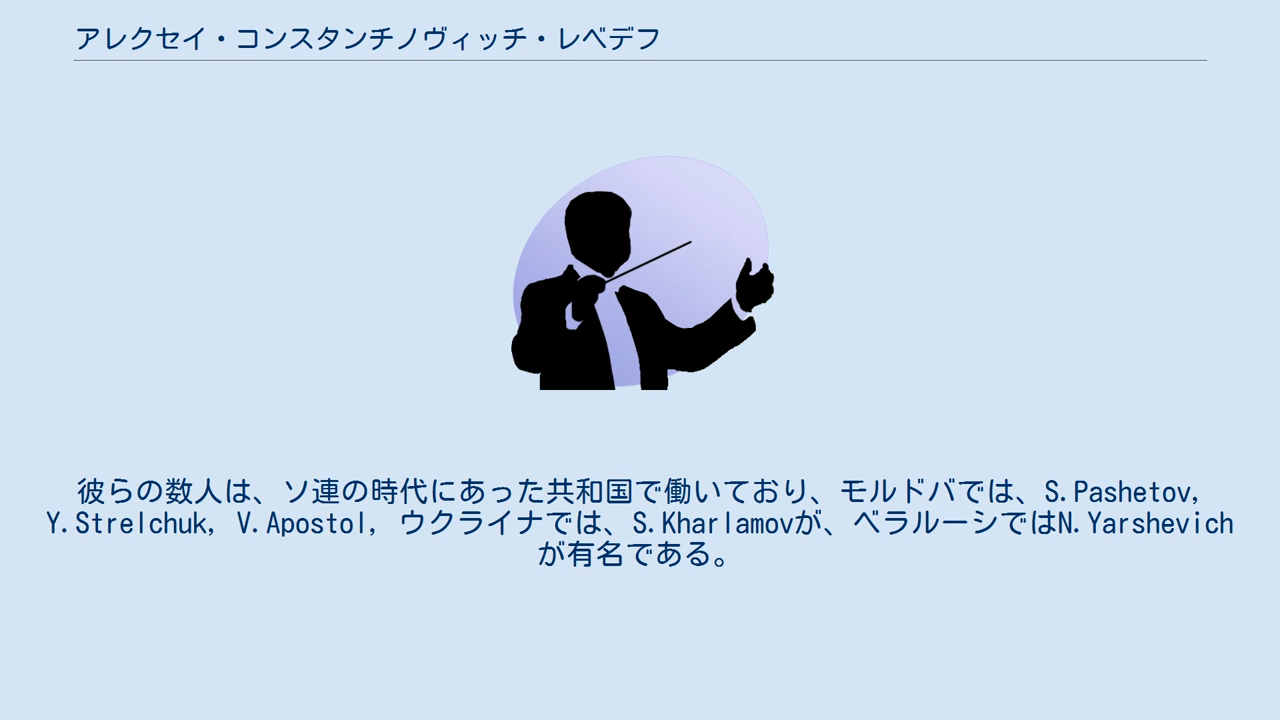 アレクセイ・コンスタンチノヴィッチ・レベデフ
彼らの数人は、ソ連の時代にあった共和国で働いており、モルドバでは、S.Pashetov,
Y.Strelchuk, V.Apostol, ウクライナでは、S.Kharlamovが、ベラルーシではN.Yarshevich
が有名である。